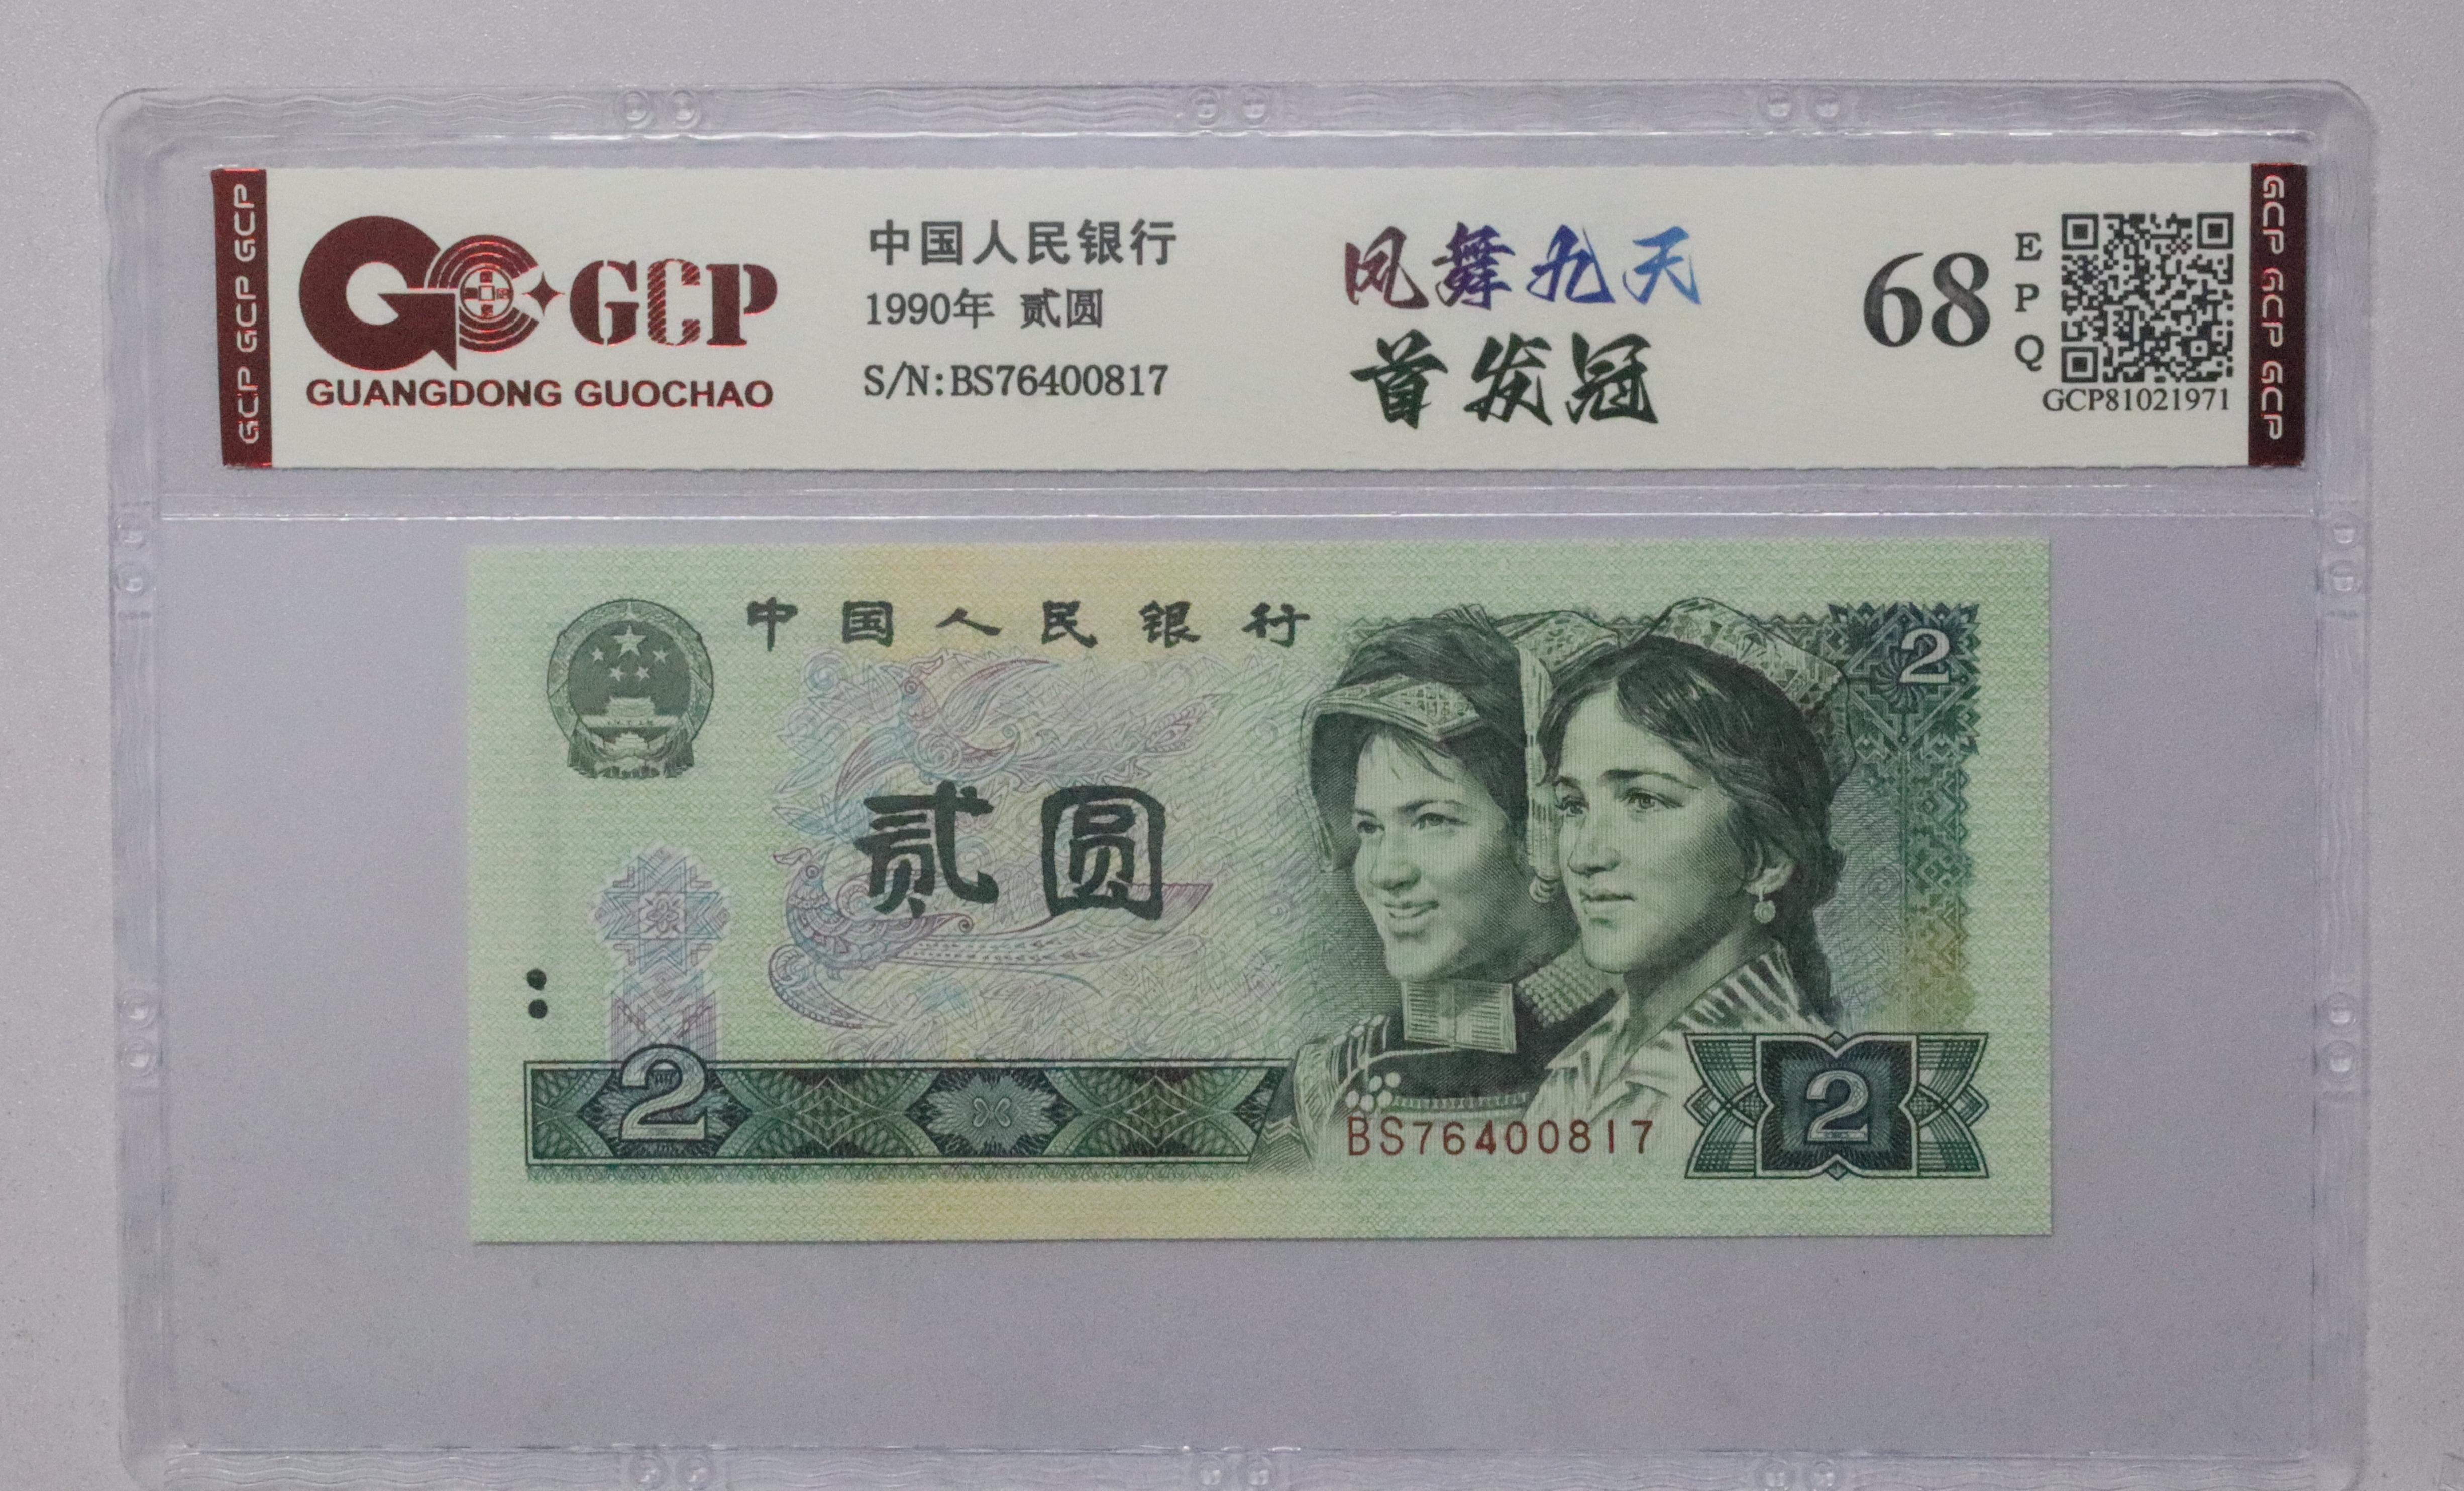 GCP GCP GCP
GCP
GUANGDONG GUOCHAO
中国人民银行
1990年 贰圆
S/N:BS76400817
凤舞九天
首发冠
68
E
P
Q
GCP81021971
GCP GCP GCP
中国人民银行
2
贰圆
2
2
BS76400817